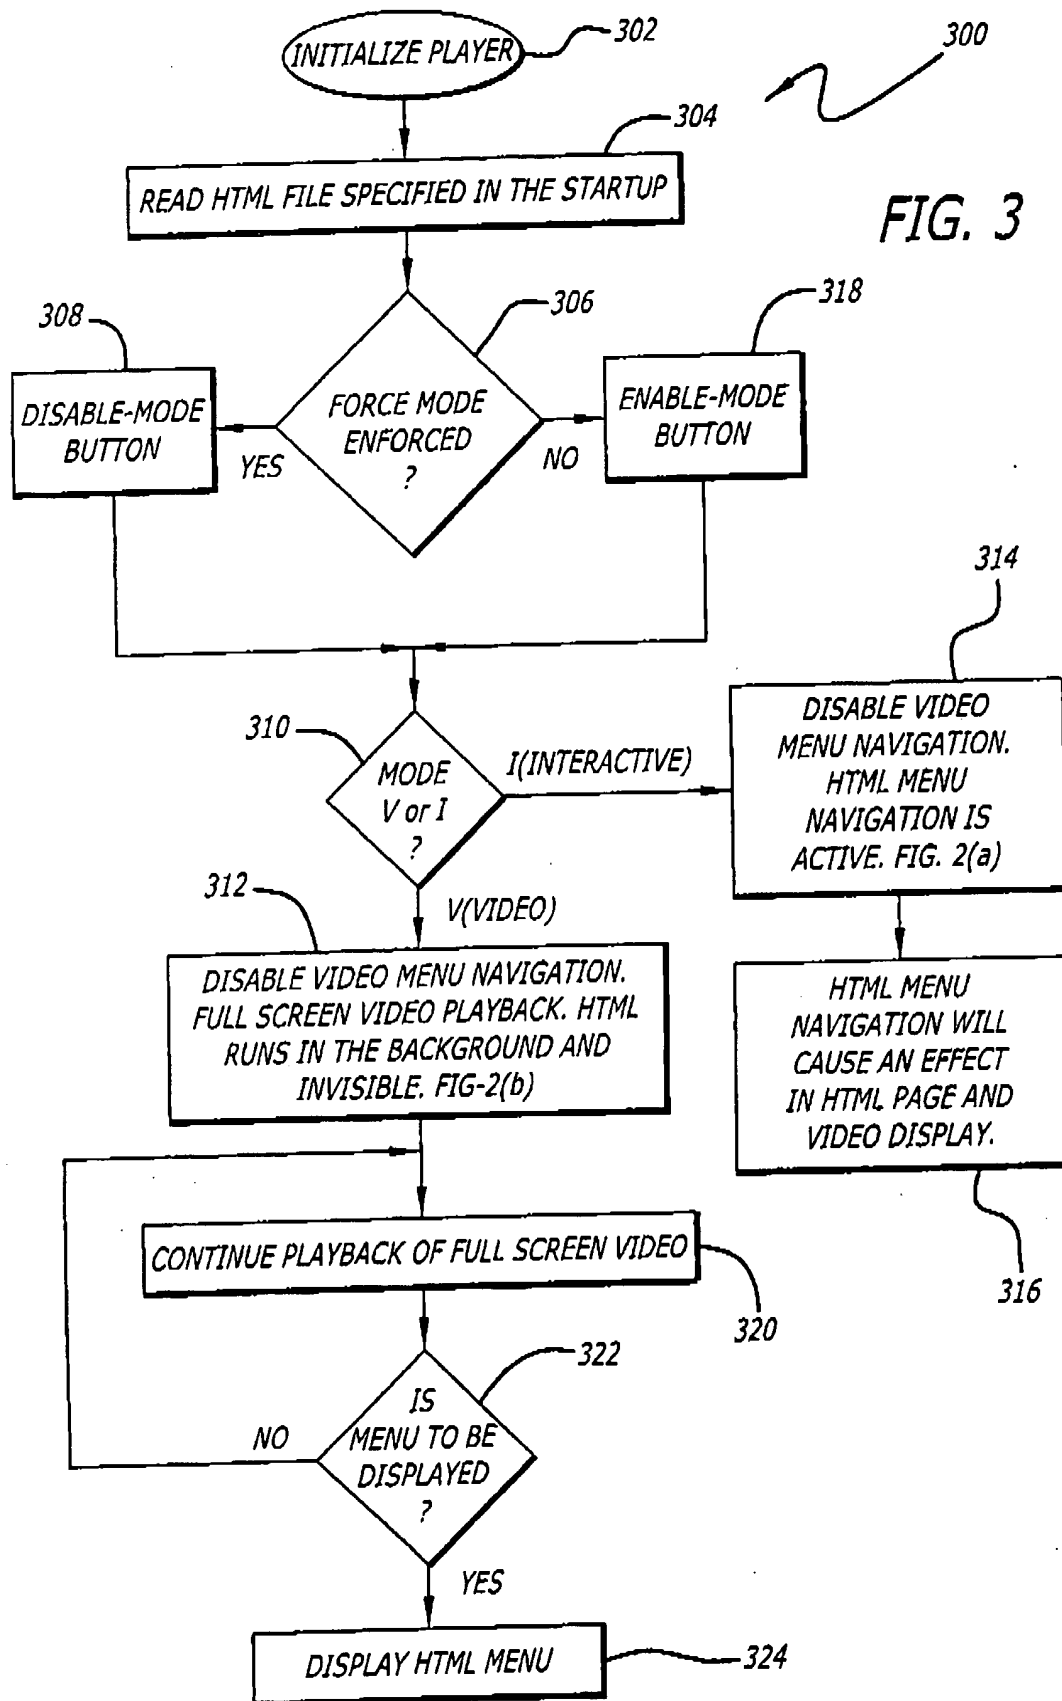 INITIALIZE PLAYER
302
300
304
READ HTML FILE SPECIFIED IN THE STARTUP
FIG. 3
306
318
308
DISABLE-MODE
BUTTON
YES
FORCE MODE
ENFORCED
?
NO
ENABLE-MODE
BUTTON
314
310
MODE
V or I
?
I(INTERACTIVE)
DISABLE VIDEO
MENU NAVIGATION.
HTML MENU
NAVIGATION IS
ACTIVE. FIG. 2(a)
312
V(VIDEO)
DISABLE VIDEO MENU NAVIGATION.
FULL SCREEN VIDEO PLAYBACK. HTML
RUNS IN THE BACKGROUND AND
INVISIBLE. FIG-2(b)
HTML MENU
NAVIGATION WILL
CAUSE AN EFFECT
IN HTML PAGE AND
VIDEO DISPLAY.
316
CONTINUE PLAYBACK OF FULL SCREEN VIDEO
320
322
IS
MENU TO BE
DISPLAYED
?
NO
YES
DISPLAY HTML MENU
324